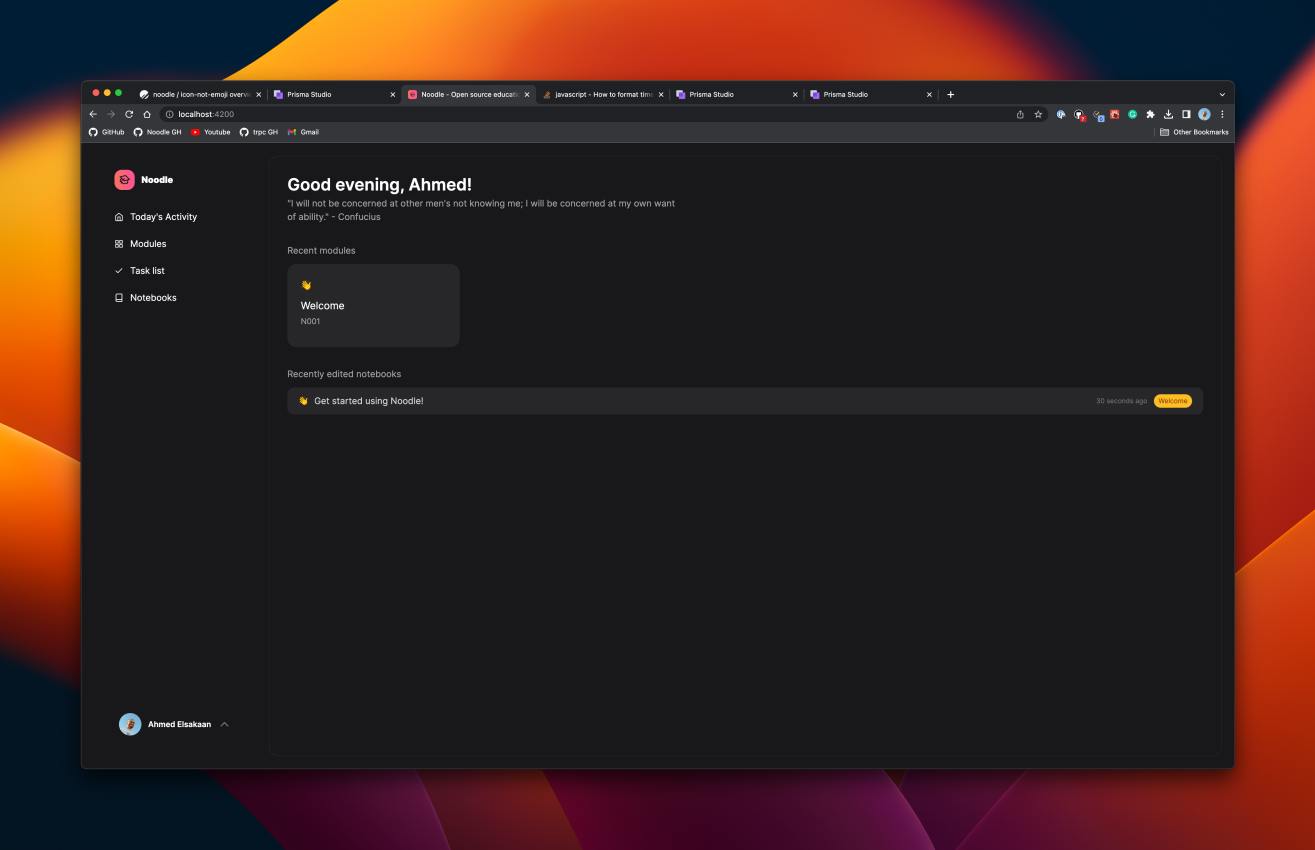 noodle / icon-not-emoji overvi
Prisma Studio
Noodle - Open source educatio
javascript - How to format time
Prisma Studio
Prisma Studio
localhost:4200
GitHub
Noodle GH
Youtube
trpc GH
Gmail
Other Bookmarks
Noodle
Today's Activity
Modules
Task list
Notebooks
Good evening, Ahmed!
"I will not be concerned at other men's not knowing me; I will be concerned at my own want
of ability." - Confucius
Recent modules
👋
Welcome
N001
Recently edited notebooks
👋 Get started using Noodle!
30 seconds ago
Welcome
Ahmed Elsakaan